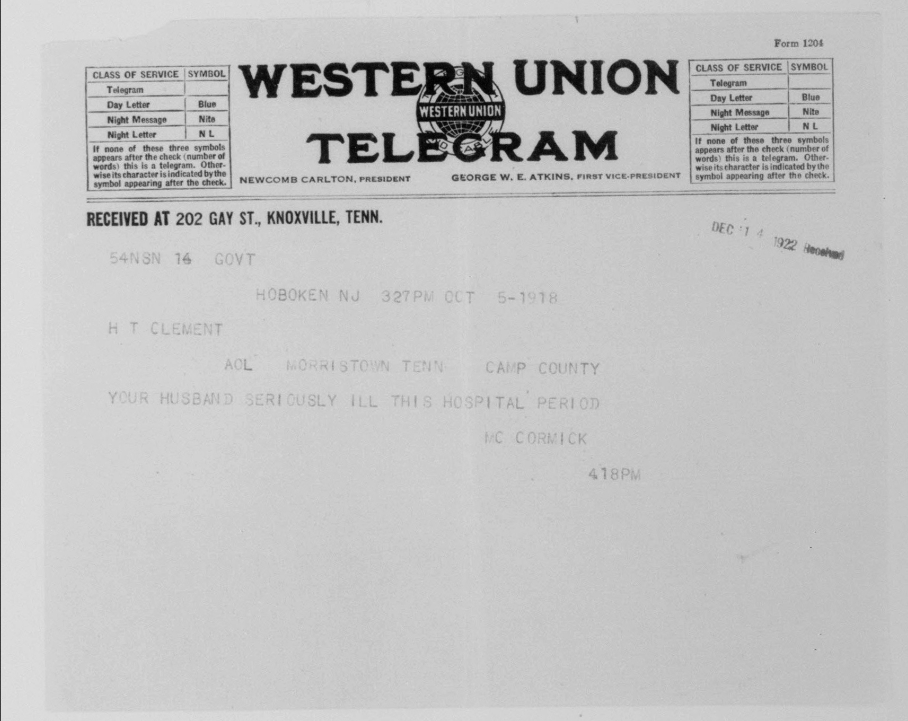 Form 1204
CLASS OF SERVICE SYMBOL
Telegram
Day Letter Blue
Night Message Nite
Night Letter N L
If none of these three symbols
appears after the check (number of
words) this is a telegram. Other-
wise its character is indicated by the
symbol appearing after the check.
WESTERN UNION
WESTERN UNION
TELEGRAM
NEWCOMB CARLTON, PRESIDENT GEORGE W. E. ATKINS, FIRST VICE-PRESIDENT
CLASS OF SERVICE SYMBOL
Telegram
Day Letter Blue
Night Message Nite
Night Letter N L
If none of these three symbols
appears after the check (number of
words) this is a telegram. Other-
wise its character is indicated by the
symbol appearing after the check.
RECEIVED AT 202 GAY ST., KNOXVILLE, TENN.
DEC 14 1922 Received
54NSN 14 GOVT
HOBOKEN NJ 327PM OCT 5-1918
H T CLEMENT
AOL MORRISTOWN TENN CAMP COUNTY
YOUR HUSBAND SERIOUSLY ILL THIS HOSPITAL PERIOD
MC CORMICK
418PM